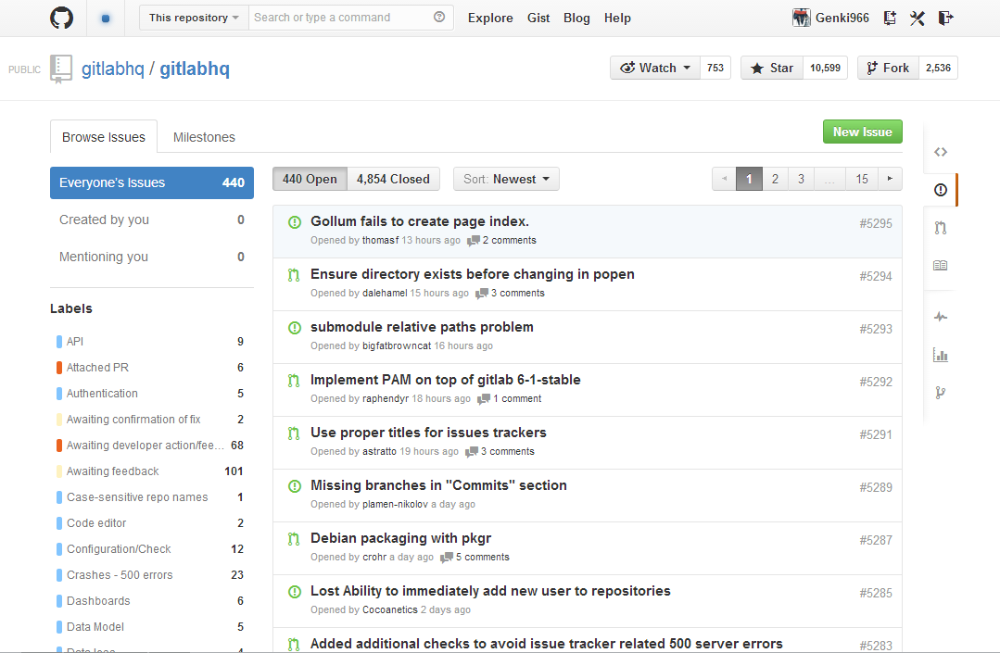 This repository Search or type a command Explore Gist Blog Help Genki966
PUBLIC gitlabhq / gitlabhq Watch 753 Star 10,599 Fork 2,536
Browse Issues Milestones New Issue
Everyone's Issues 440
Created by you 0
Mentioning you 0
Labels
API 9
Attached PR 6
Authentication 5
Awaiting confirmation of fix 2
Awaiting developer action/fee... 68
Awaiting feedback 101
Case-sensitive repo names 1
Code editor 2
Configuration/Check 12
Crashes - 500 errors 23
Dashboards 6
Data Model 5
440 Open 4,854 Closed Sort: Newest 1 2 3 ... 15
Gollum fails to create page index. #5295
Opened by thomasf 13 hours ago 2 comments
Ensure directory exists before changing in popen #5294
Opened by dalehamel 15 hours ago 3 comments
submodule relative paths problem #5293
Opened by bigfatbrowncat 16 hours ago
Implement PAM on top of gitlab 6-1-stable #5292
Opened by raphendyr 18 hours ago 1 comment
Use proper titles for issues trackers #5291
Opened by astratto 19 hours ago 3 comments
Missing branches in "Commits" section #5289
Opened by plamen-nikolov a day ago
Debian packaging with pkgr #5287
Opened by crohr a day ago 5 comments
Lost Ability to immediately add new user to repositories #5285
Opened by Cocoanetics 2 days ago
Added additional checks to avoid issue tracker related 500 server errors #5283